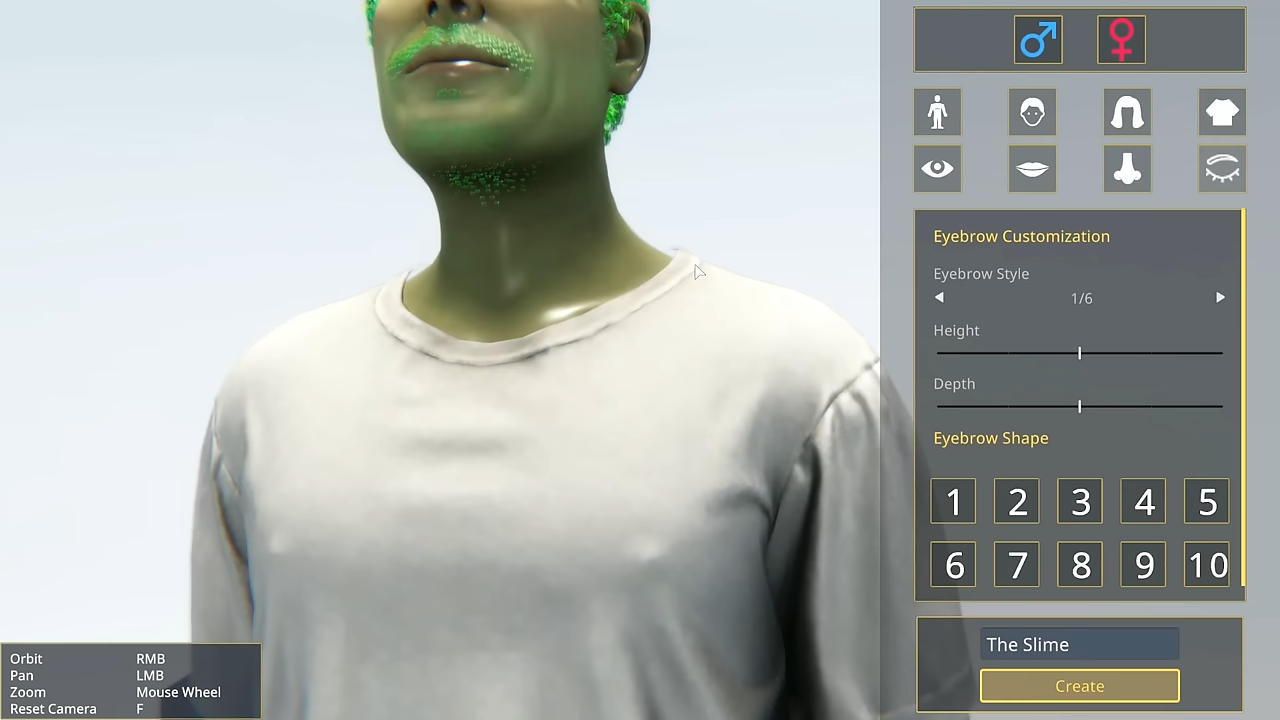 Eyebrow Customization
Eyebrow Style
1/6
Height
Depth
Eyebrow Shape
1 2 3 4 5
6 7 8 9 10
The Slime
Create
Orbit RMB
Pan LMB
Zoom Mouse Wheel
Reset Camera F